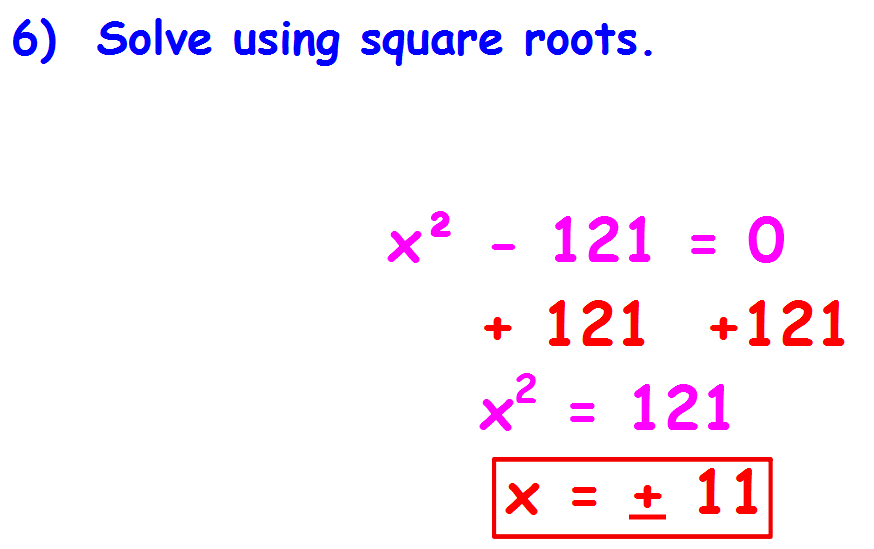 6) Solve using square roots.
x² - 121 = 0
+ 121 +121
x² = 121
x = ± 11